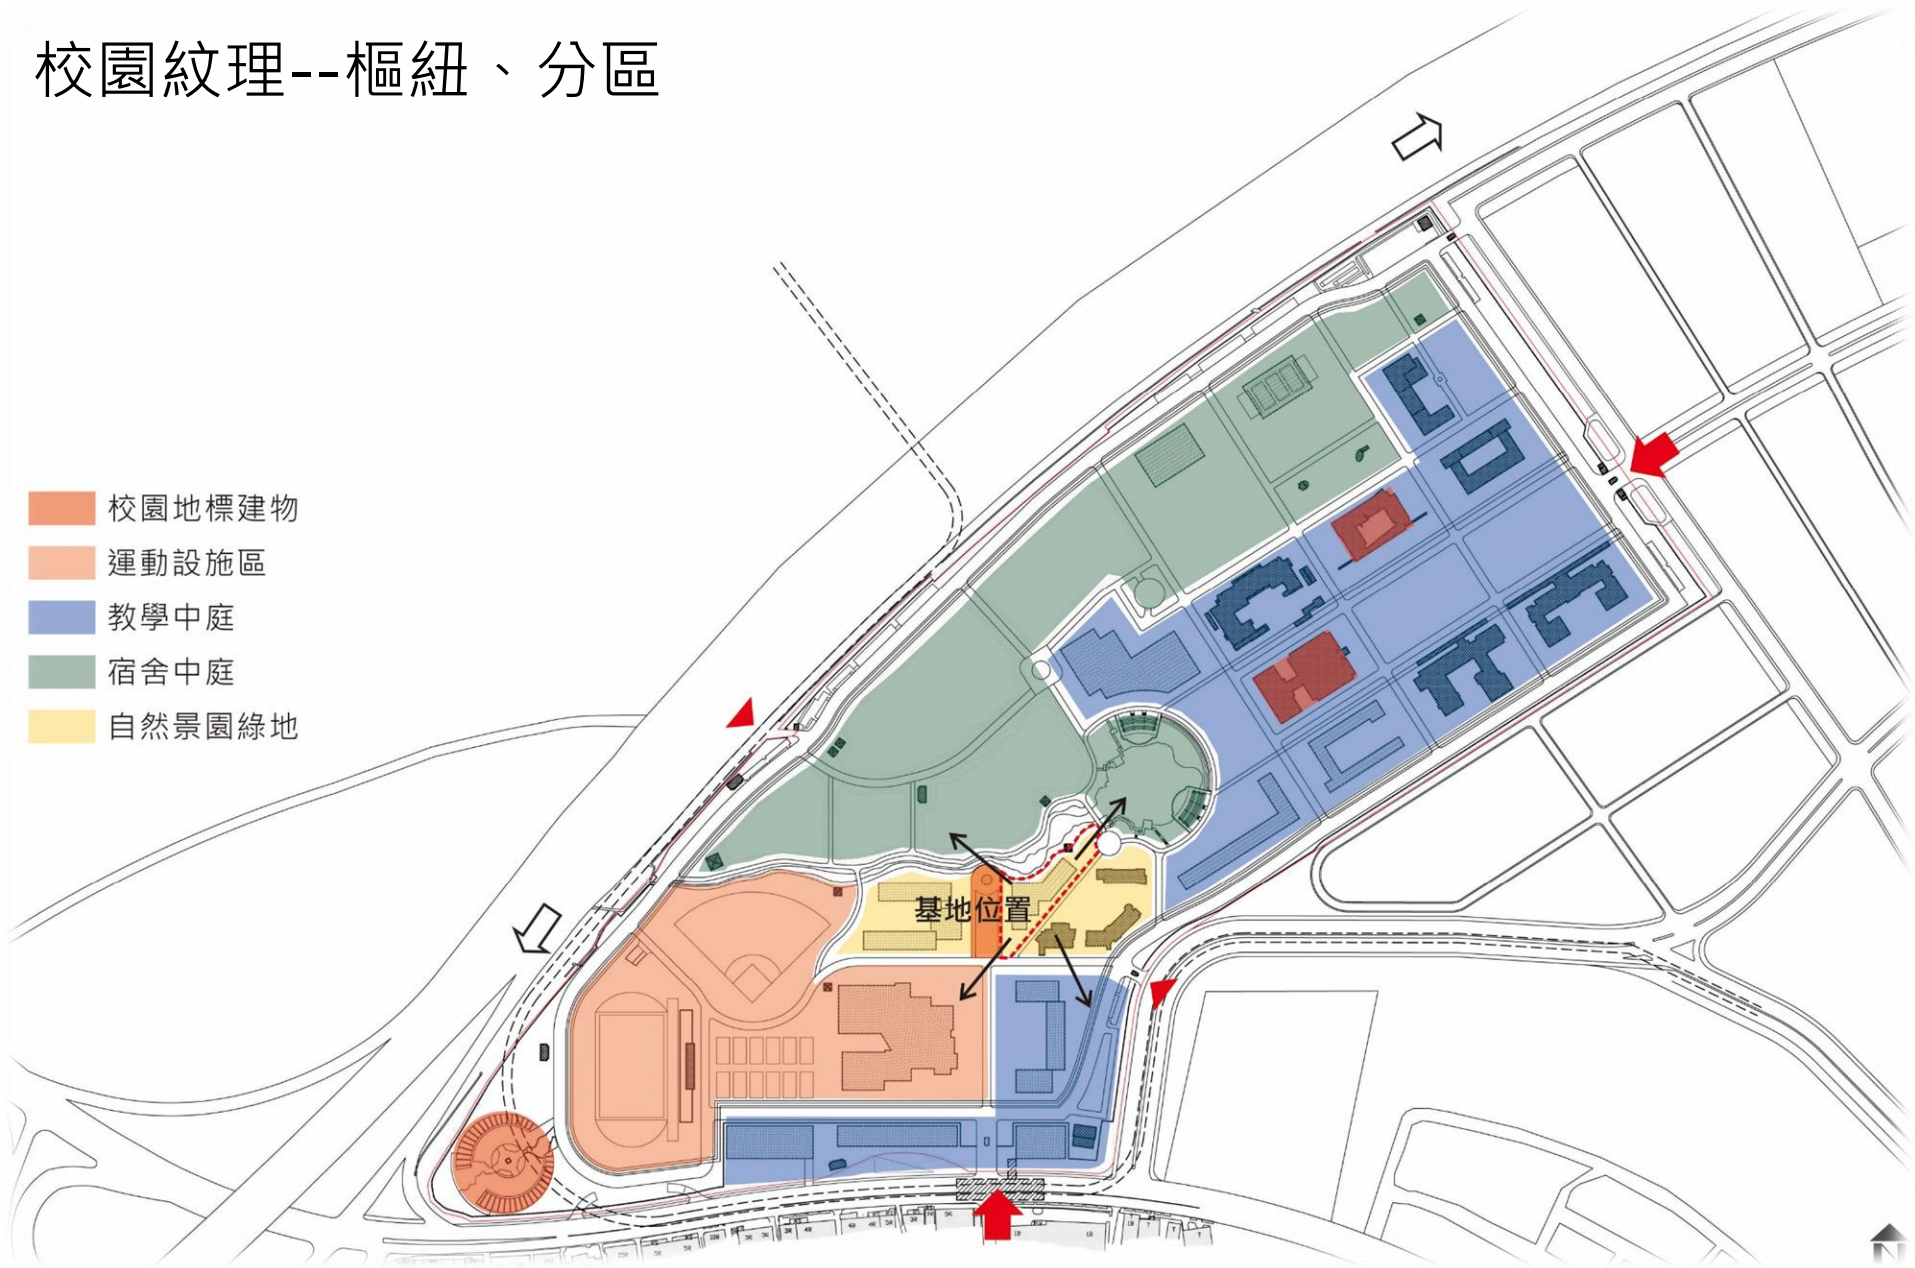 校園紋理--樞紐、分區
校園地標建物
運動設施區
教學中庭
宿舍中庭
自然景園綠地
基地位置
N